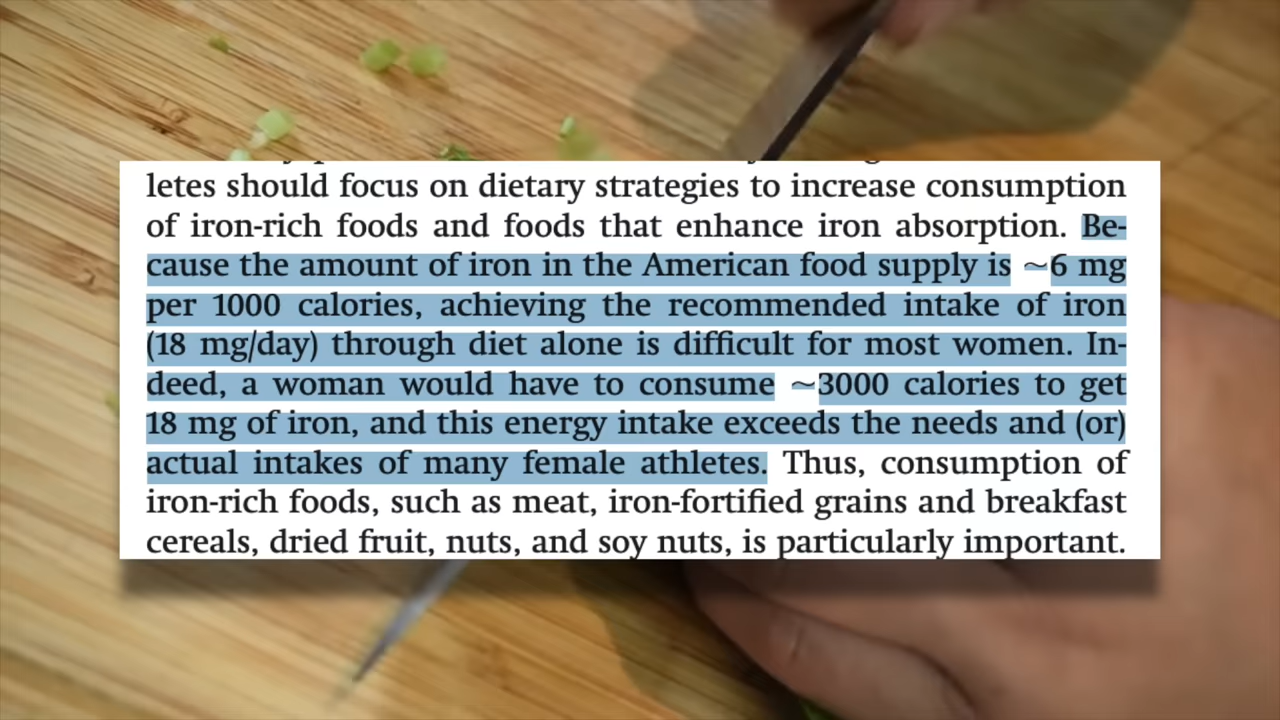 letes should focus on dietary strategies to increase consumption
of iron-rich foods and foods that enhance iron absorption. Be-
cause the amount of iron in the American food supply is ~6 mg
per 1000 calories, achieving the recommended intake of iron
(18 mg/day) through diet alone is difficult for most women. In-
deed, a woman would have to consume ~3000 calories to get
18 mg of iron, and this energy intake exceeds the needs and (or)
actual intakes of many female athletes. Thus, consumption of
iron-rich foods, such as meat, iron-fortified grains and breakfast
cereals, dried fruit, nuts, and soy nuts, is particularly important.